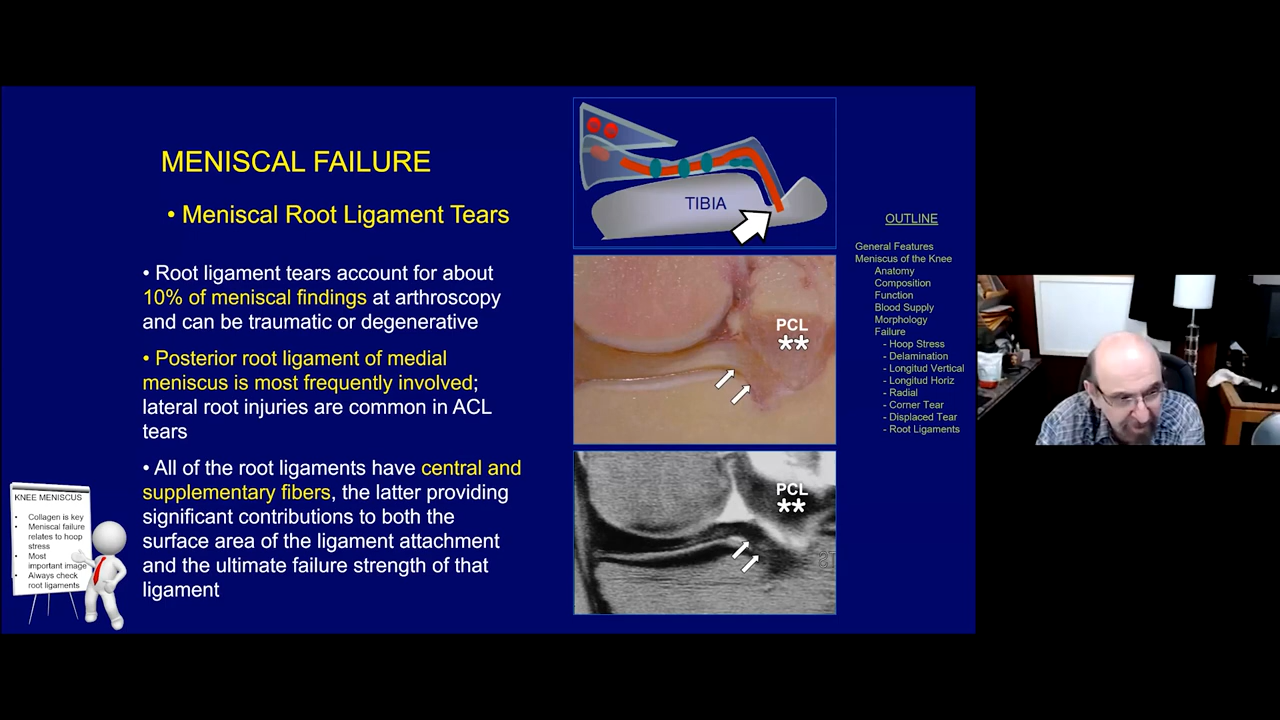 MENISCAL FAILURE
• Meniscal Root Ligament Tears
• Root ligament tears account for about
10% of meniscal findings at arthroscopy
and can be traumatic or degenerative
• Posterior root ligament of medial
meniscus is most frequently involved;
lateral root injuries are common in ACL
tears
• All of the root ligaments have central and
supplementary fibers, the latter providing
significant contributions to both the
surface area of the ligament attachment
and the ultimate failure strength of that
ligament
KNEE MENISCUS
• Collagen is key
• Meniscal failure
relates to hoop
stress
• Most
important image
• Always check
root ligaments
TIBIA
PCL
**
PCL
**
OUTLINE
General Features
Meniscus of the Knee
Anatomy
Composition
Function
Blood Supply
Morphology
Failure
- Hoop Stress
- Delamination
- Longitud Vertical
- Longitud Horiz
- Radial
- Corner Tear
- Displaced Tear
- Root Ligaments